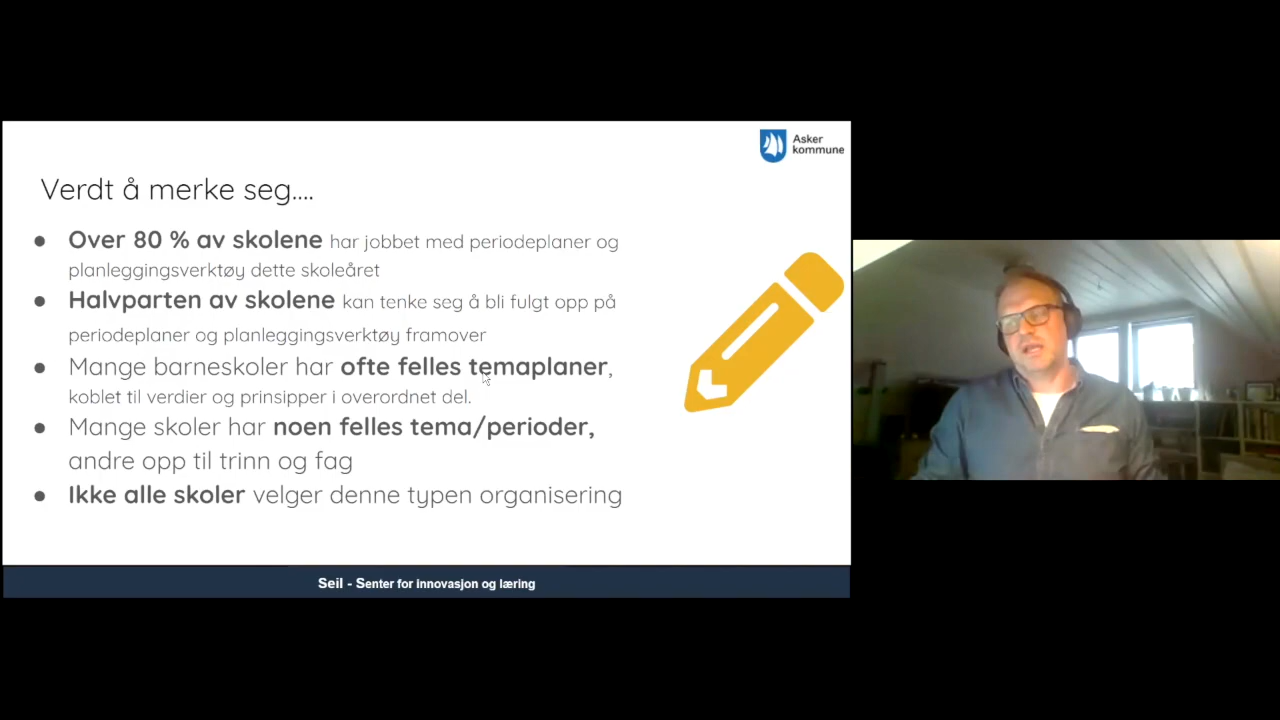 Asker
kommune
Verdt å merke seg....
Over 80 % av skolene har jobbet med periodeplaner og
planleggingsverktøy dette skoleåret
Halvparten av skolene kan tenke seg å bli fulgt opp på
periodeplaner og planleggingsverktøy framover
Mange barneskoler har ofte felles temaplaner,
koblet til verdier og prinsipper i overordnet del.
Mange skoler har noen felles tema/perioder,
andre opp til trinn og fag
Ikke alle skoler velger denne typen organisering
Seil - Senter for innovasjon og læring